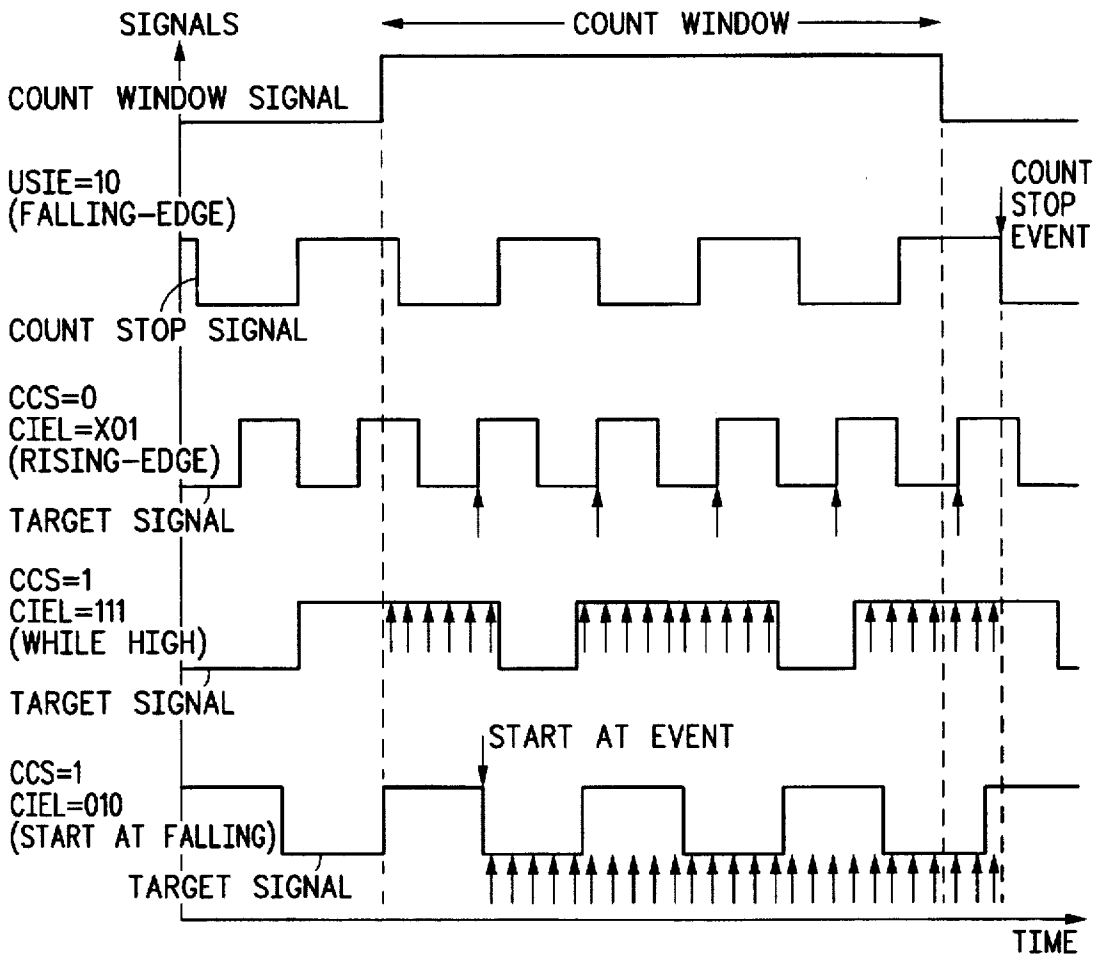 SIGNALS
COUNT WINDOW
COUNT WINDOW SIGNAL
USIE=10
(FALLING-EDGE)
COUNT
STOP
EVENT
COUNT STOP SIGNAL
CCS=0
CIEL=X01
(RISING-EDGE)
TARGET SIGNAL
CCS=1
CIEL=111
(WHILE HIGH)
TARGET SIGNAL
START AT EVENT
CCS=1
CIEL=010
(START AT FALLING)
TARGET SIGNAL
TIME